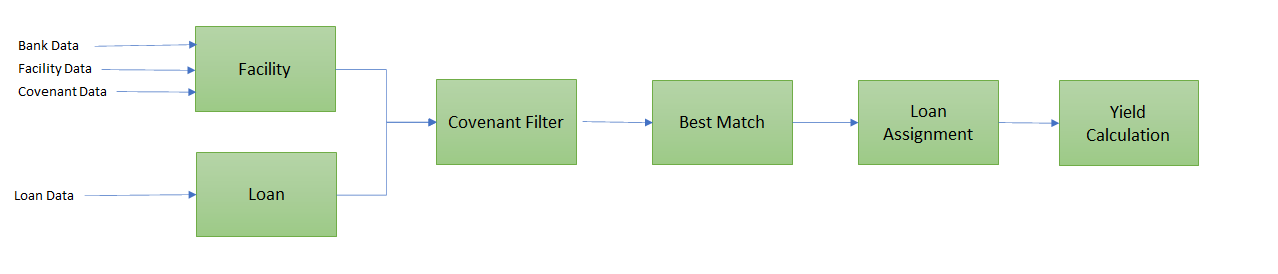 Bank Data
Facility Data
Covenant Data
Facility
Loan Data
Loan
Covenant Filter
Best Match
Loan
Assignment
Yield
Calculation